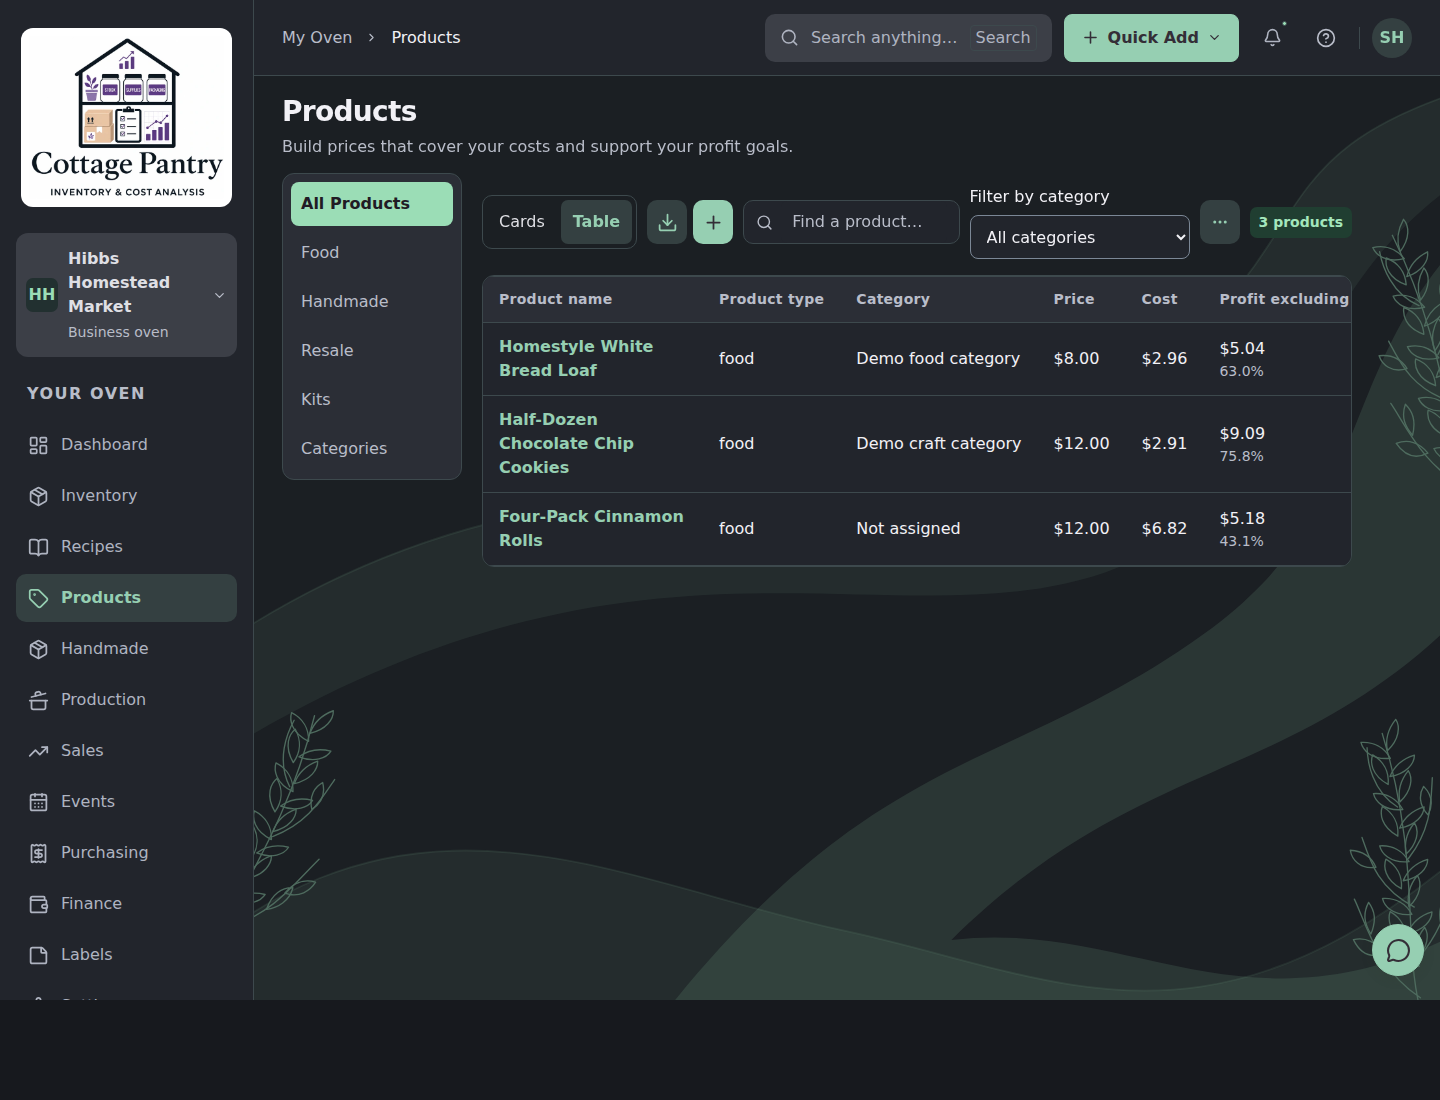 Cottage Pantry
INVENTORY & COST ANALYSIS
HH
Hibbs
Homestead
Market
Business oven
YOUR OVEN
Dashboard
Inventory
Recipes
Products
Handmade
Production
Sales
Events
Purchasing
Finance
Labels
My Oven
Products
Search anything...
Search
Quick Add
SH
Products
Build prices that cover your costs and support your profit goals.
All Products
Food
Handmade
Resale
Kits
Categories
Cards
Table
Find a product...
Filter by category
All categories
3 products
Product name Product type Category Price Cost Profit excluding
Homestyle White
Bread Loaf
food Demo food category $8.00 $2.96 $5.04
63.0%
Half-Dozen
Chocolate Chip
Cookies
food Demo craft category $12.00 $2.91 $9.09
75.8%
Four-Pack Cinnamon
Rolls
food Not assigned $12.00 $6.82 $5.18
43.1%